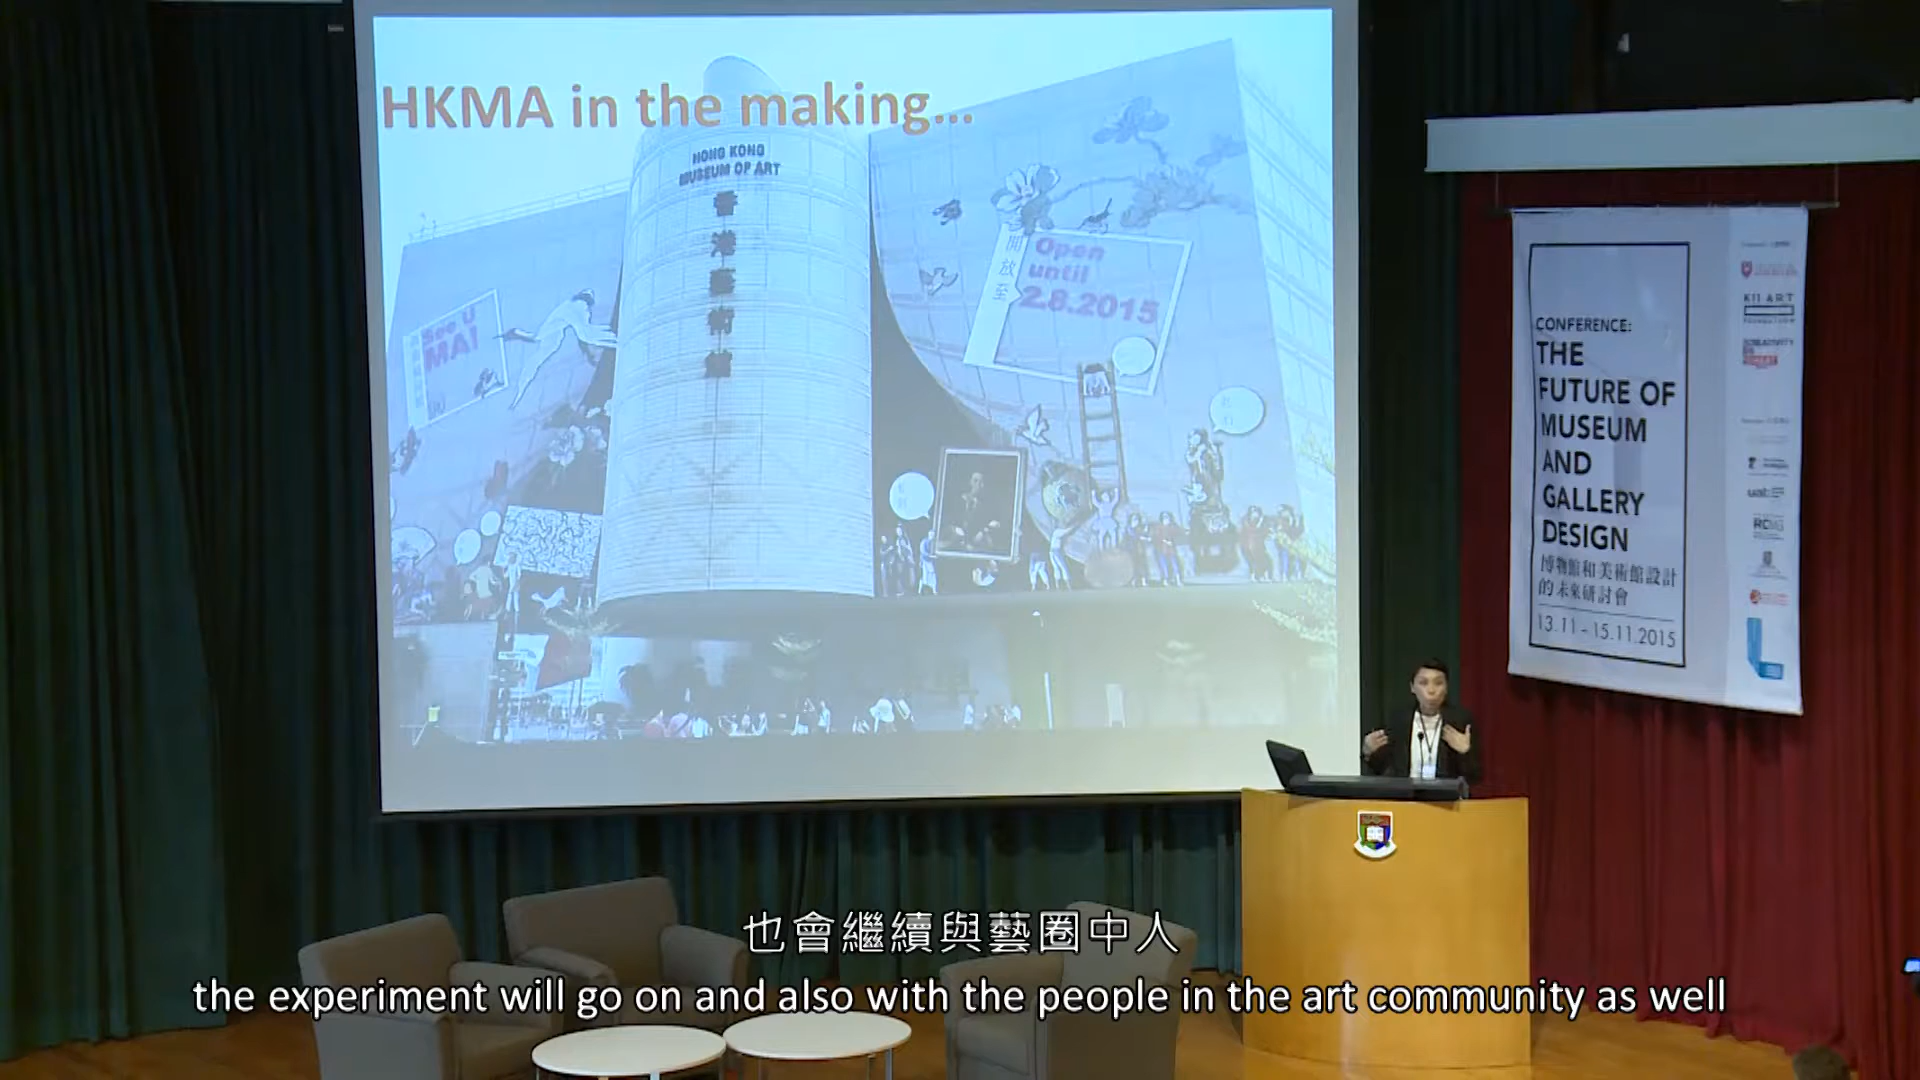 HKMA in the making...
HONG KONG
MUSEUM OF ART
香港藝術館
開放至
Open
until
2.8.2015
See U
MA!
CONFERENCE:
THE
FUTURE OF
MUSEUM
AND
GALLERY
DESIGN
博物館和美術館設計
的未來研討會
13.11 - 15.11.2015
K11 ART
FOUNDATION
也會繼續與藝圈中人
the experiment will go on and also with the people in the art community as well